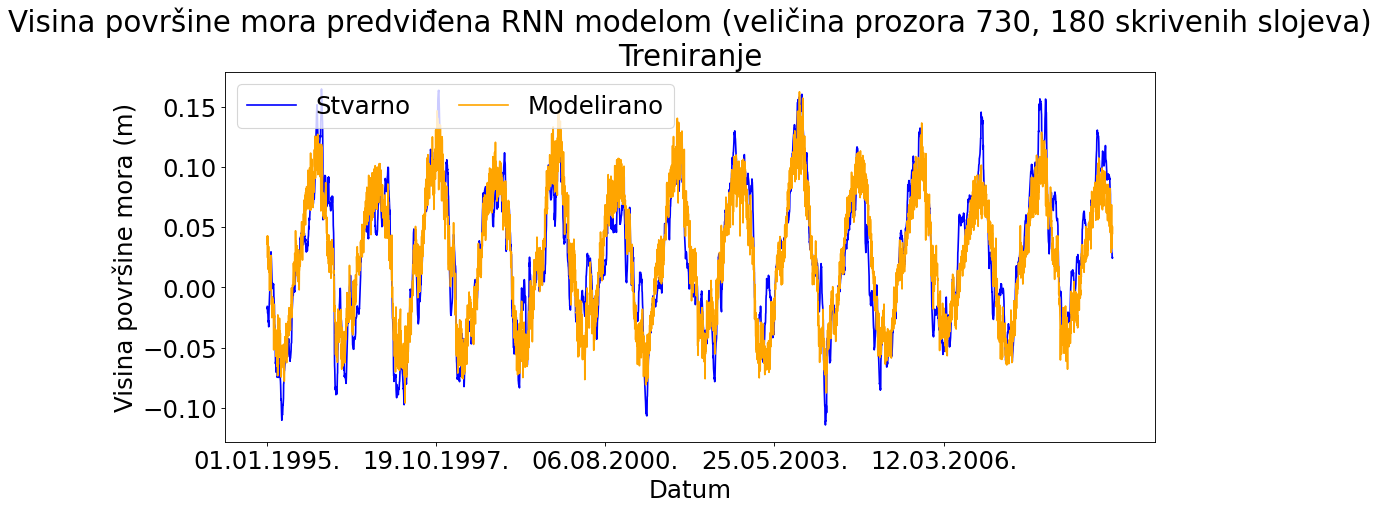 Visina površine mora predviđena RNN modelom (veličina prozora 730, 180 skrivenih slojeva)
Treniranje
Stvarno
Modelirano
Visina površine mora (m)
0.15
0.10
0.05
0.00
−0.05
−0.10
01.01.1995.
19.10.1997.
06.08.2000.
25.05.2003.
12.03.2006.
Datum